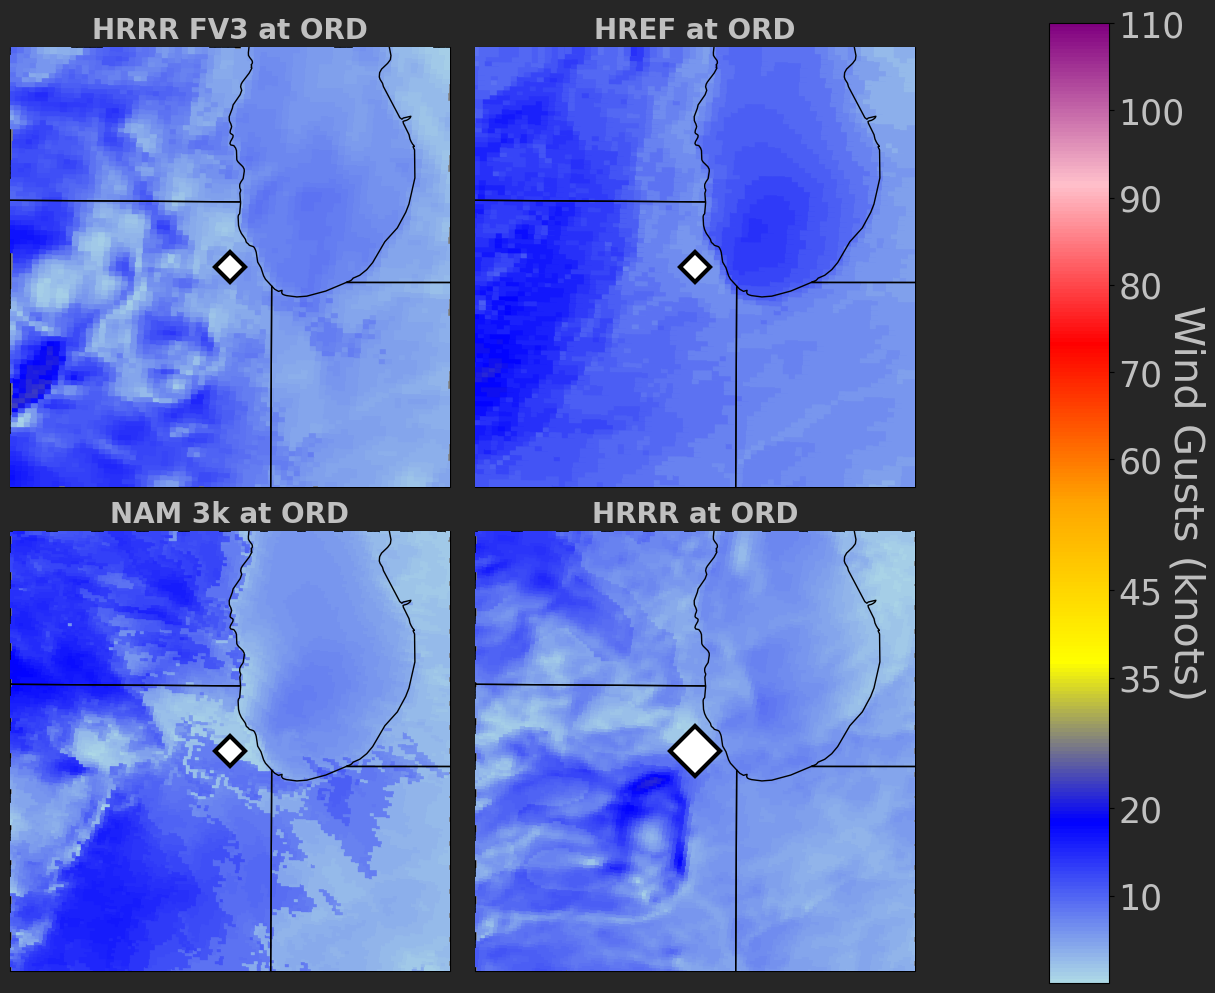 HRRR FV3 at ORD
HREF at ORD
NAM 3k at ORD
HRRR at ORD
110
100
90
80
70
60
45
35
20
10
Wind Gusts (knots)